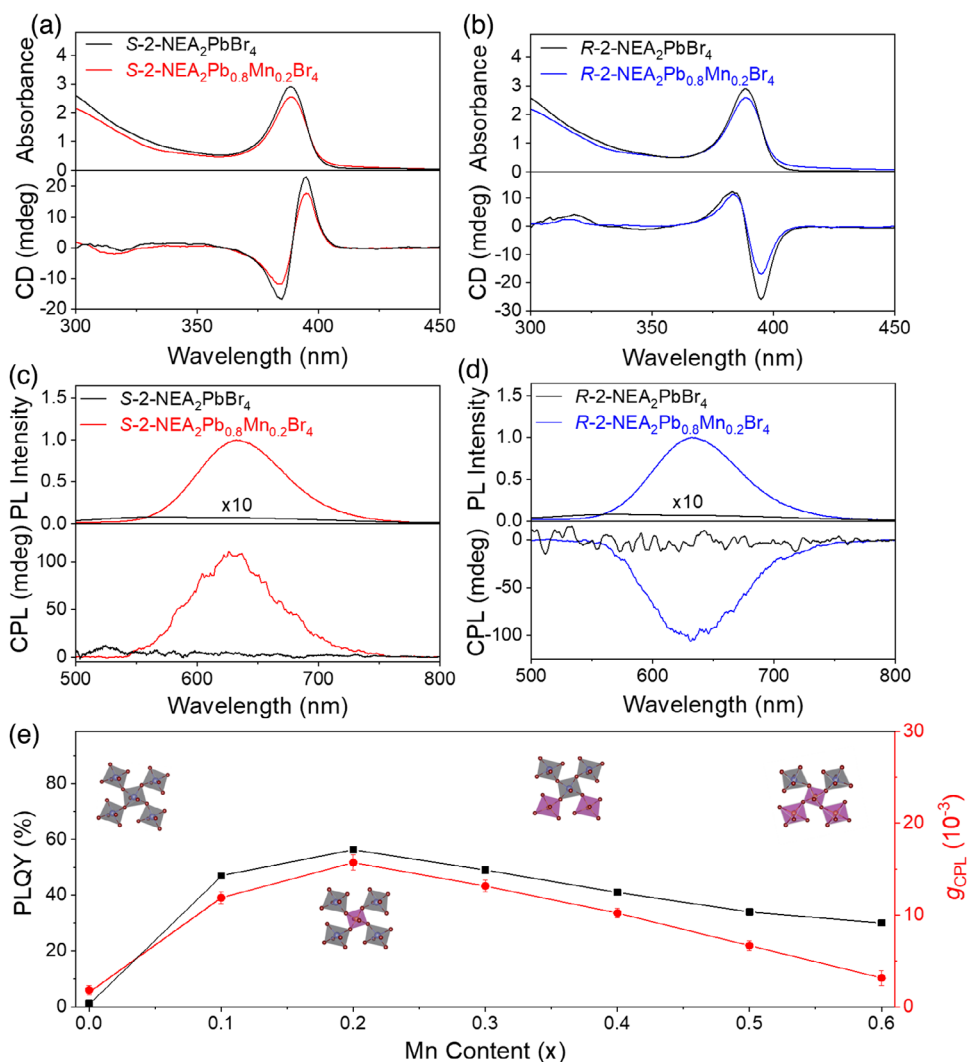 (a)
S-2-NEA₂PbBr₄
S-2-NEA₂Pb₀.₈Mn₀.₂Br₄
Absorbance
4
3
2
1
0
CD (mdeg)
20
10
0
-10
-20
300 350 400 450
Wavelength (nm)
(b)
R-2-NEA₂PbBr₄
R-2-NEA₂Pb₀.₈Mn₀.₂Br₄
Absorbance
4
3
2
1
0
CD (mdeg)
20
10
0
-10
-20
-30
300 350 400 450
Wavelength (nm)
(c)
S-2-NEA₂PbBr₄
S-2-NEA₂Pb₀.₈Mn₀.₂Br₄
x10
PL Intensity
1.5
1.0
0.5
0.0
CPL (mdeg)
100
50
0
500 600 700 800
Wavelength (nm)
(d)
R-2-NEA₂PbBr₄
R-2-NEA₂Pb₀.₈Mn₀.₂Br₄
x10
PL Intensity
1.5
1.0
0.5
0.0
CPL (mdeg)
0
-50
-100
500 600 700 800
Wavelength (nm)
(e)
PLQY (%)
80
60
40
20
0
g_CPL (10⁻³)
30
20
10
0
0.0 0.1 0.2 0.3 0.4 0.5 0.6
Mn Content (x)